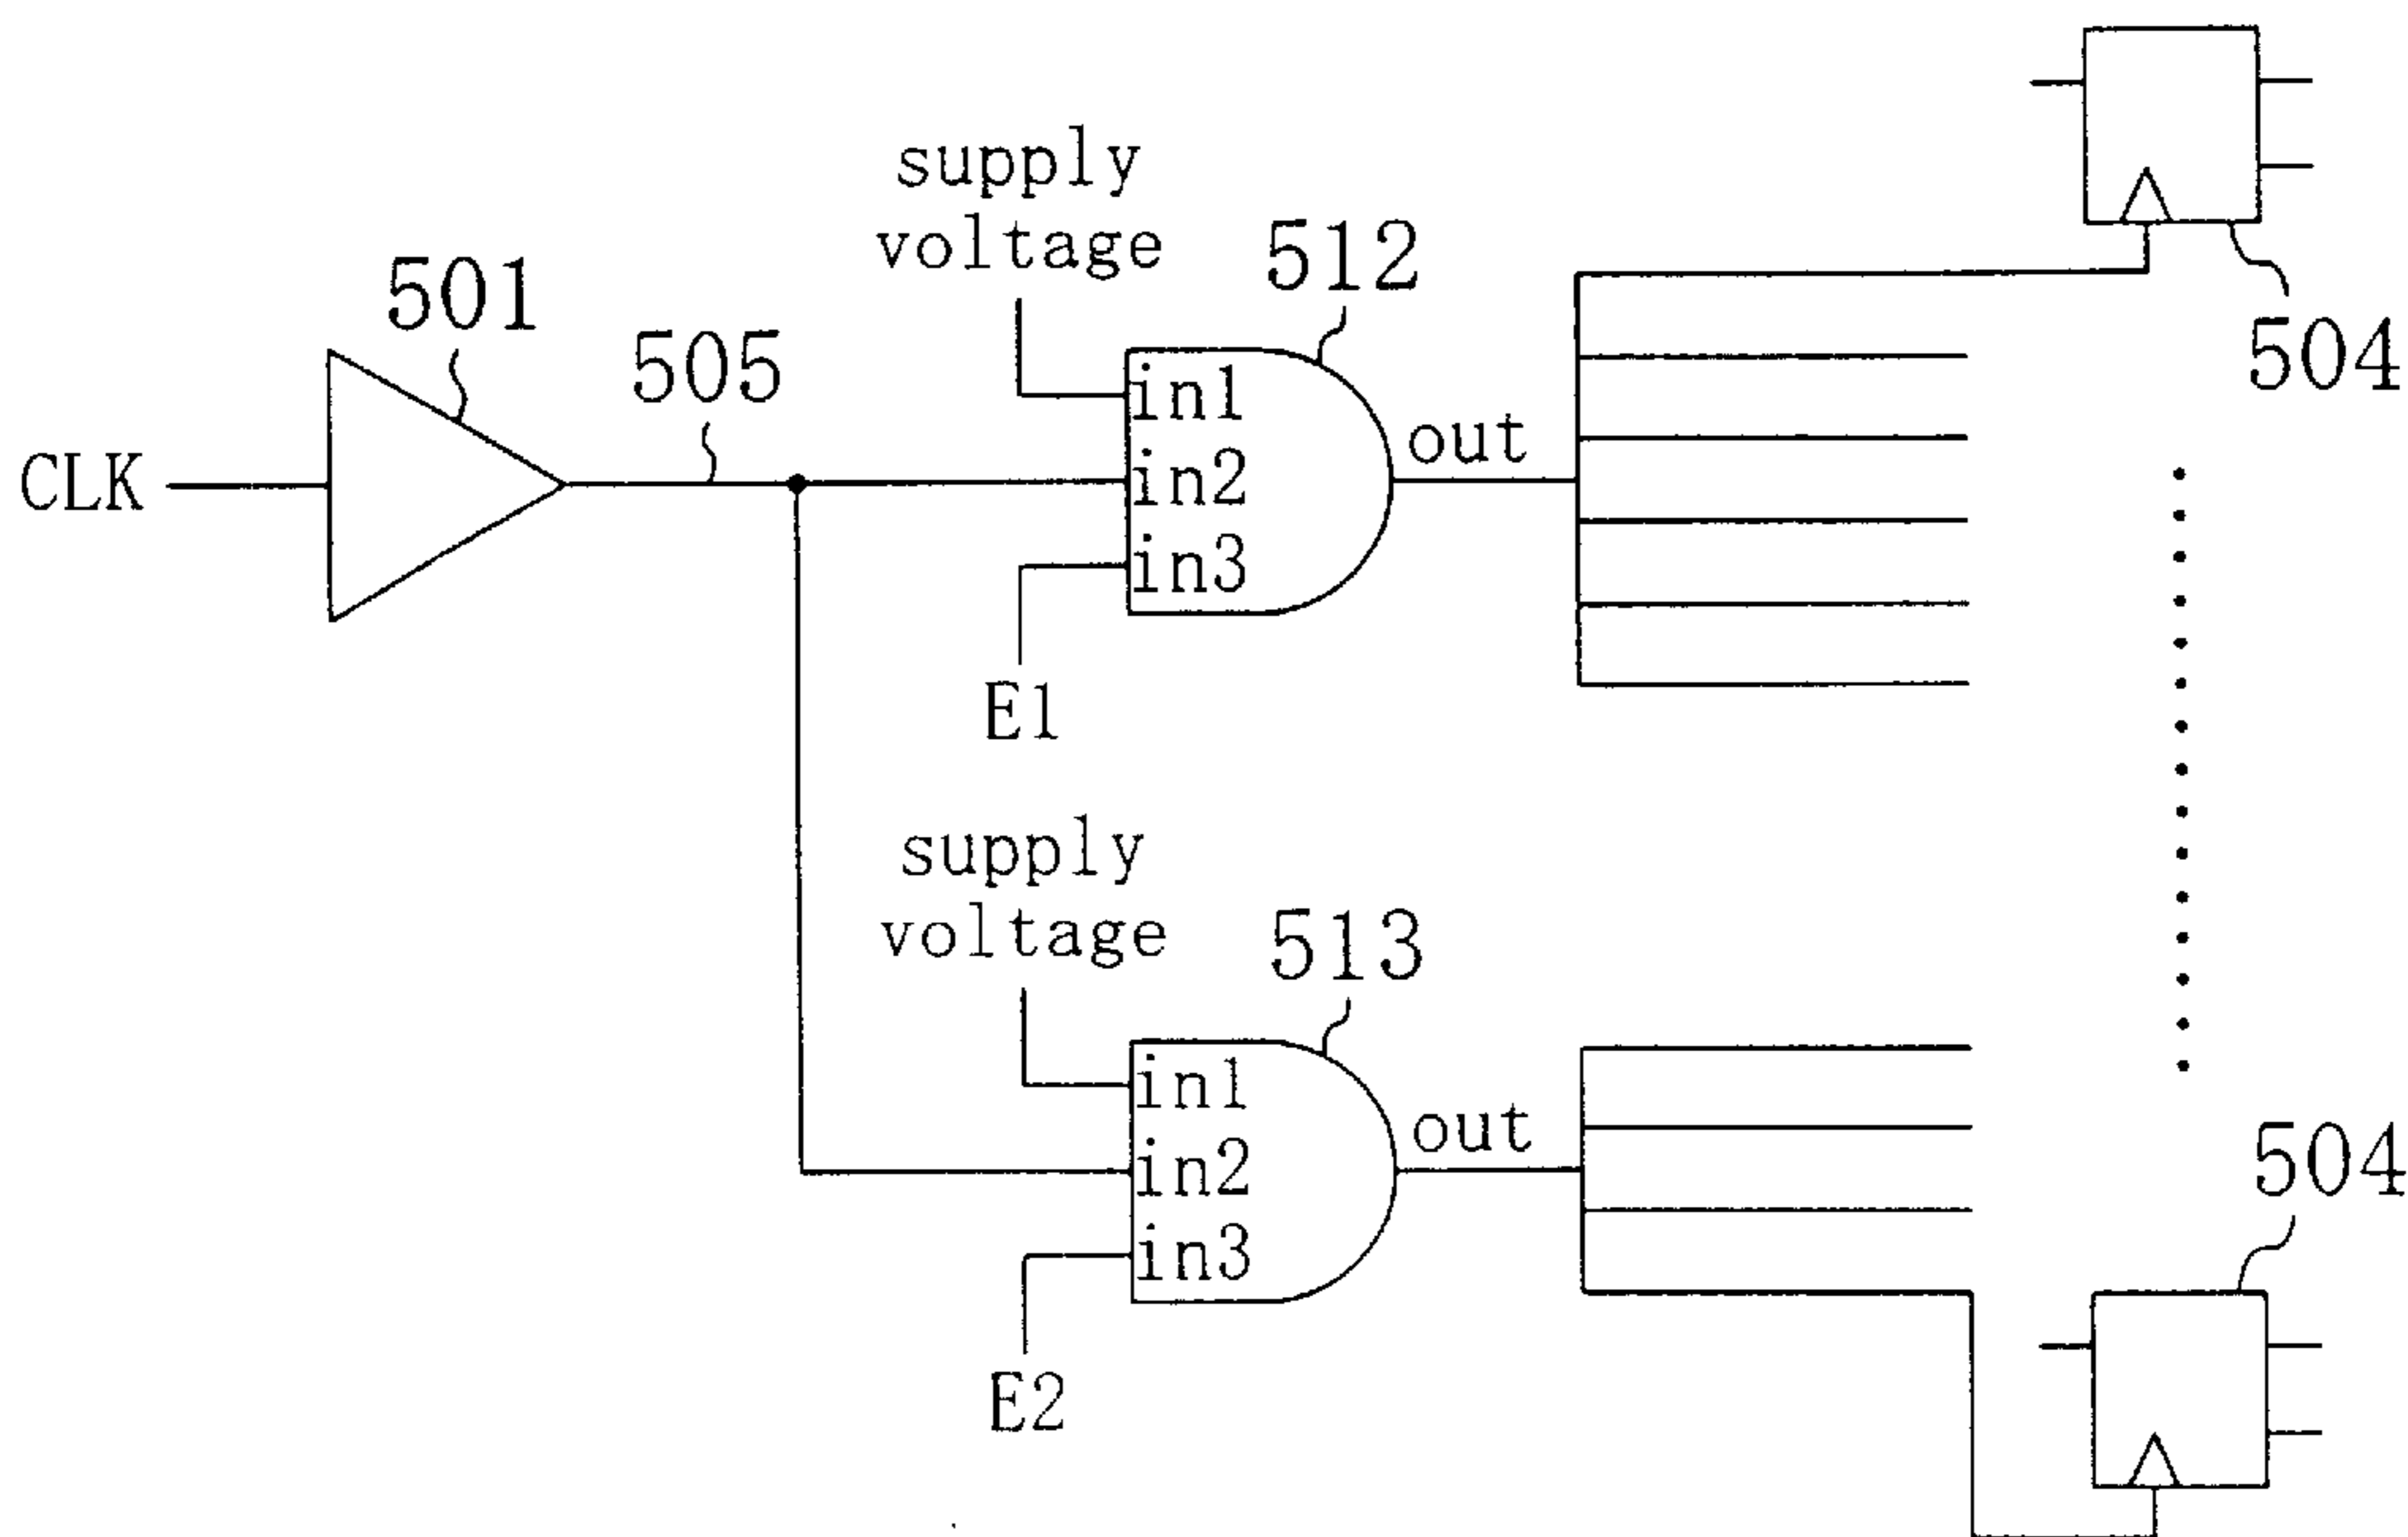 supply
voltage
512
501
505
504
in1
out
CLK
in2
in3
E1
supply
voltage
513
in1
out
504
in2
in3
E2